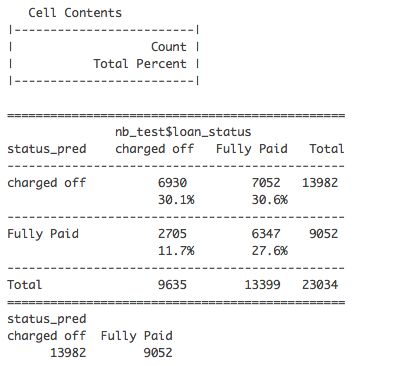 Cell Contents
|-------------------------|
|                   Count |
|           Total Percent |
|-------------------------|
===============================================
               nb_test$loan_status
status_pred    charged off   Fully Paid   Total
-----------------------------------------------
charged off           6930         7052   13982
                     30.1%        30.6%
-----------------------------------------------
Fully Paid            2705         6347    9052
                     11.7%        27.6%
-----------------------------------------------
Total                 9635        13399   23034
===============================================
status_pred
charged off  Fully Paid
      13982        9052